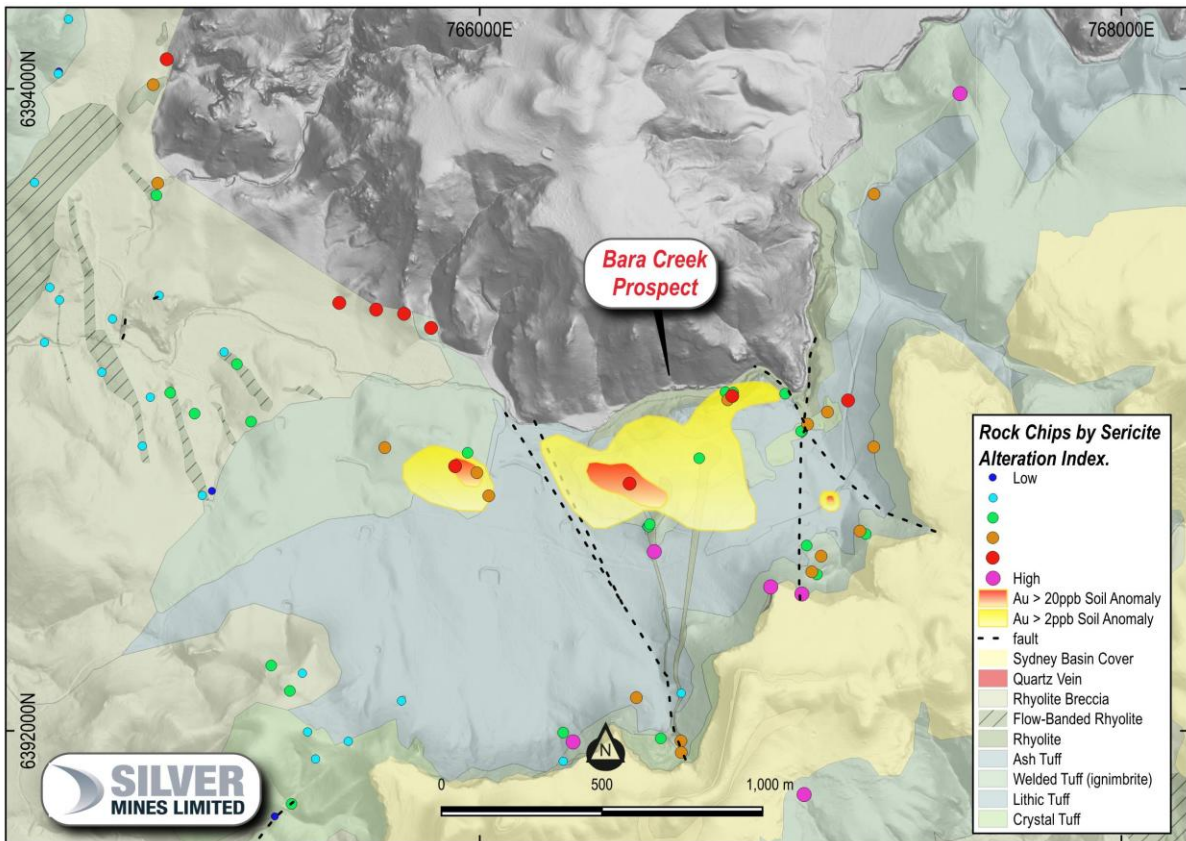 766000E
768000E
6394000N
Bara Creek
Prospect
Rock Chips by Sericite
Alteration Index.
Low
High
Au > 20ppb Soil Anomaly
Au > 2ppb Soil Anomaly
fault
Sydney Basin Cover
Quartz Vein
Rhyolite Breccia
Flow-Banded Rhyolite
Rhyolite
Ash Tuff
Welded Tuff (ignimbrite)
Lithic Tuff
Crystal Tuff
6392000N
N
SILVER
MINES LIMITED
0
500
1,000 m